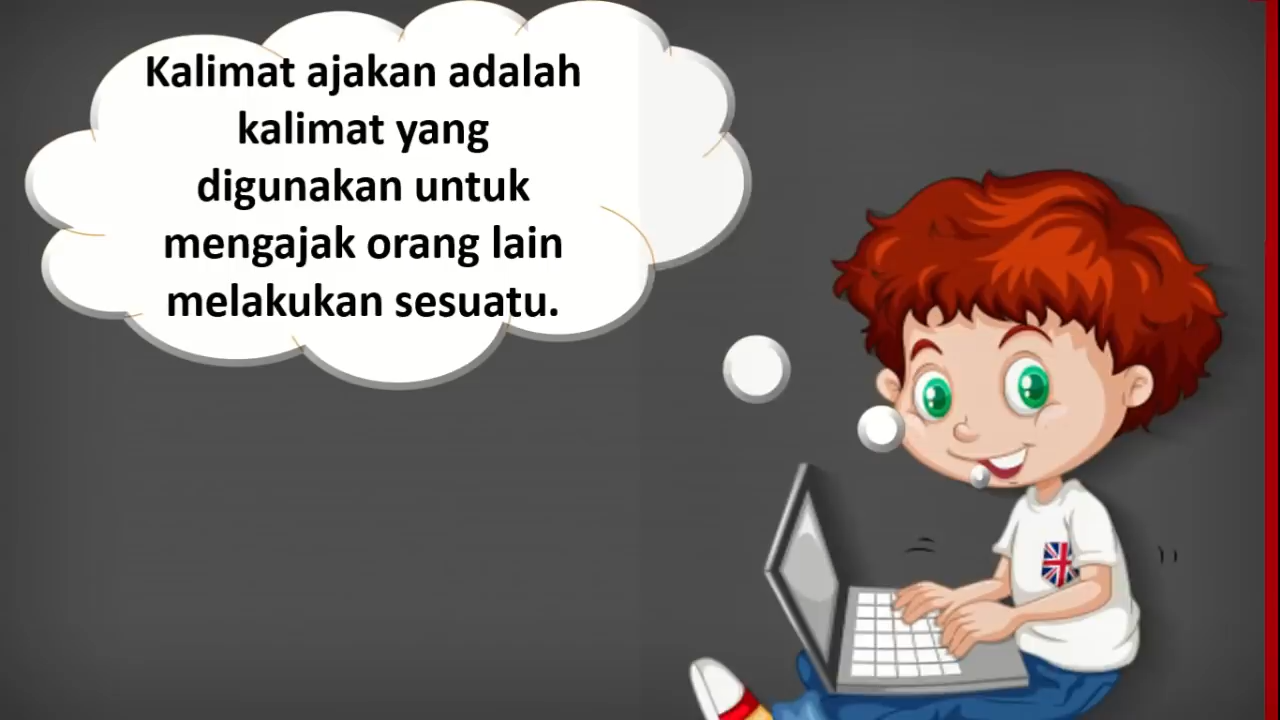 Kalimat ajakan adalah
kalimat yang
digunakan untuk
mengajak orang lain
melakukan sesuatu.